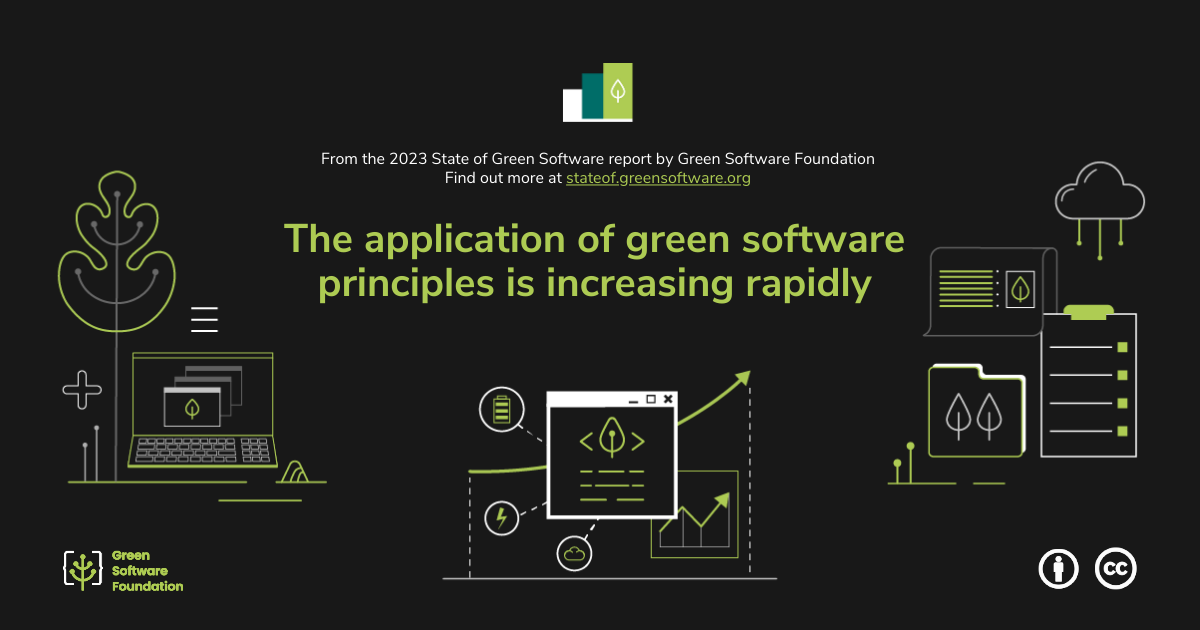 From the 2023 State of Green Software report by Green Software Foundation
Find out more at stateof.greensoftware.org
The application of green software
principles is increasing rapidly
Green
Software
Foundation
cc